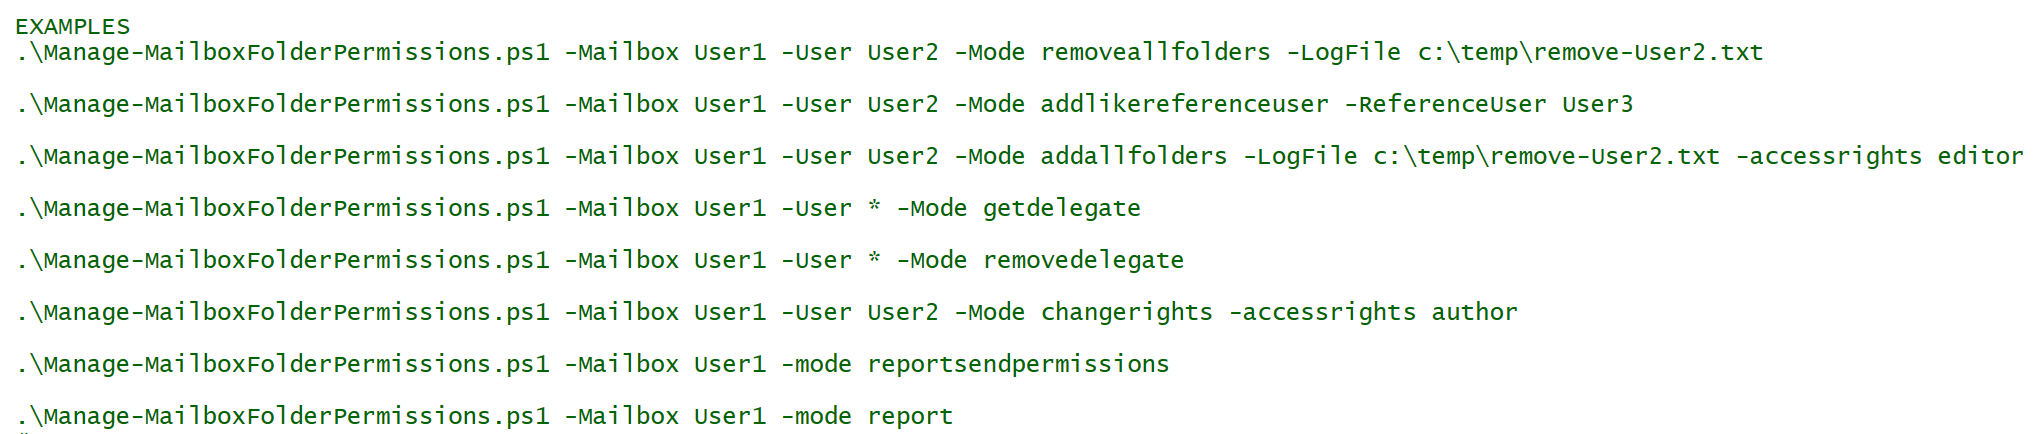 EXAMPLES
.\Manage-MailboxFolderPermissions.ps1 -Mailbox User1 -User User2 -Mode removeallfolders -LogFile c:\temp\remove-User2.txt
.\Manage-MailboxFolderPermissions.ps1 -Mailbox User1 -User User2 -Mode addlikereferenceuser -ReferenceUser User3
.\Manage-MailboxFolderPermissions.ps1 -Mailbox User1 -User User2 -Mode addallfolders -LogFile c:\temp\remove-User2.txt -accessrights editor
.\Manage-MailboxFolderPermissions.ps1 -Mailbox User1 -User * -Mode getdelegate
.\Manage-MailboxFolderPermissions.ps1 -Mailbox User1 -User * -Mode removedelegate
.\Manage-MailboxFolderPermissions.ps1 -Mailbox User1 -User User2 -Mode changerights -accessrights author
.\Manage-MailboxFolderPermissions.ps1 -Mailbox User1 -mode reportsendpermissions
.\Manage-MailboxFolderPermissions.ps1 -Mailbox User1 -mode report